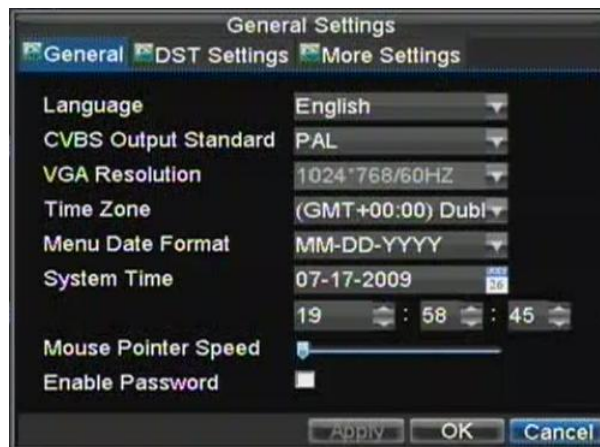 General Settings
General DST Settings More Settings
Language English
CVBS Output Standard PAL
VGA Resolution 1024*768/60HZ
Time Zone (GMT+00:00) Dubl
Menu Date Format MM-DD-YYYY
System Time 07-17-2009
26
19 : 58 : 45
Mouse Pointer Speed
Enable Password
Apply OK Cancel